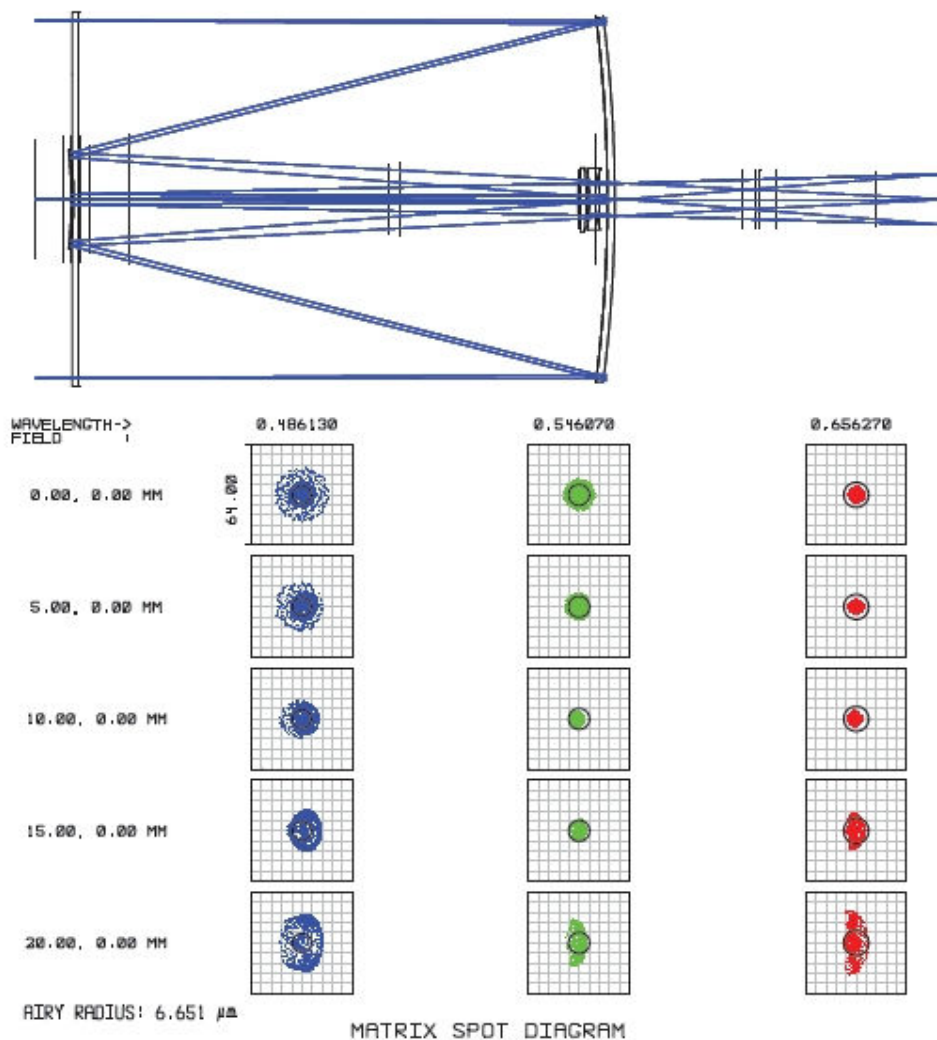 WAVELENGTH-> 0.486130 0.546070 0.656270
FIELD :
0.00, 0.00 MM
64.00
5.00, 0.00 MM
10.00, 0.00 MM
15.00, 0.00 MM
20.00, 0.00 MM
AIRY RADIUS: 6.651 µm
MATRIX SPOT DIAGRAM